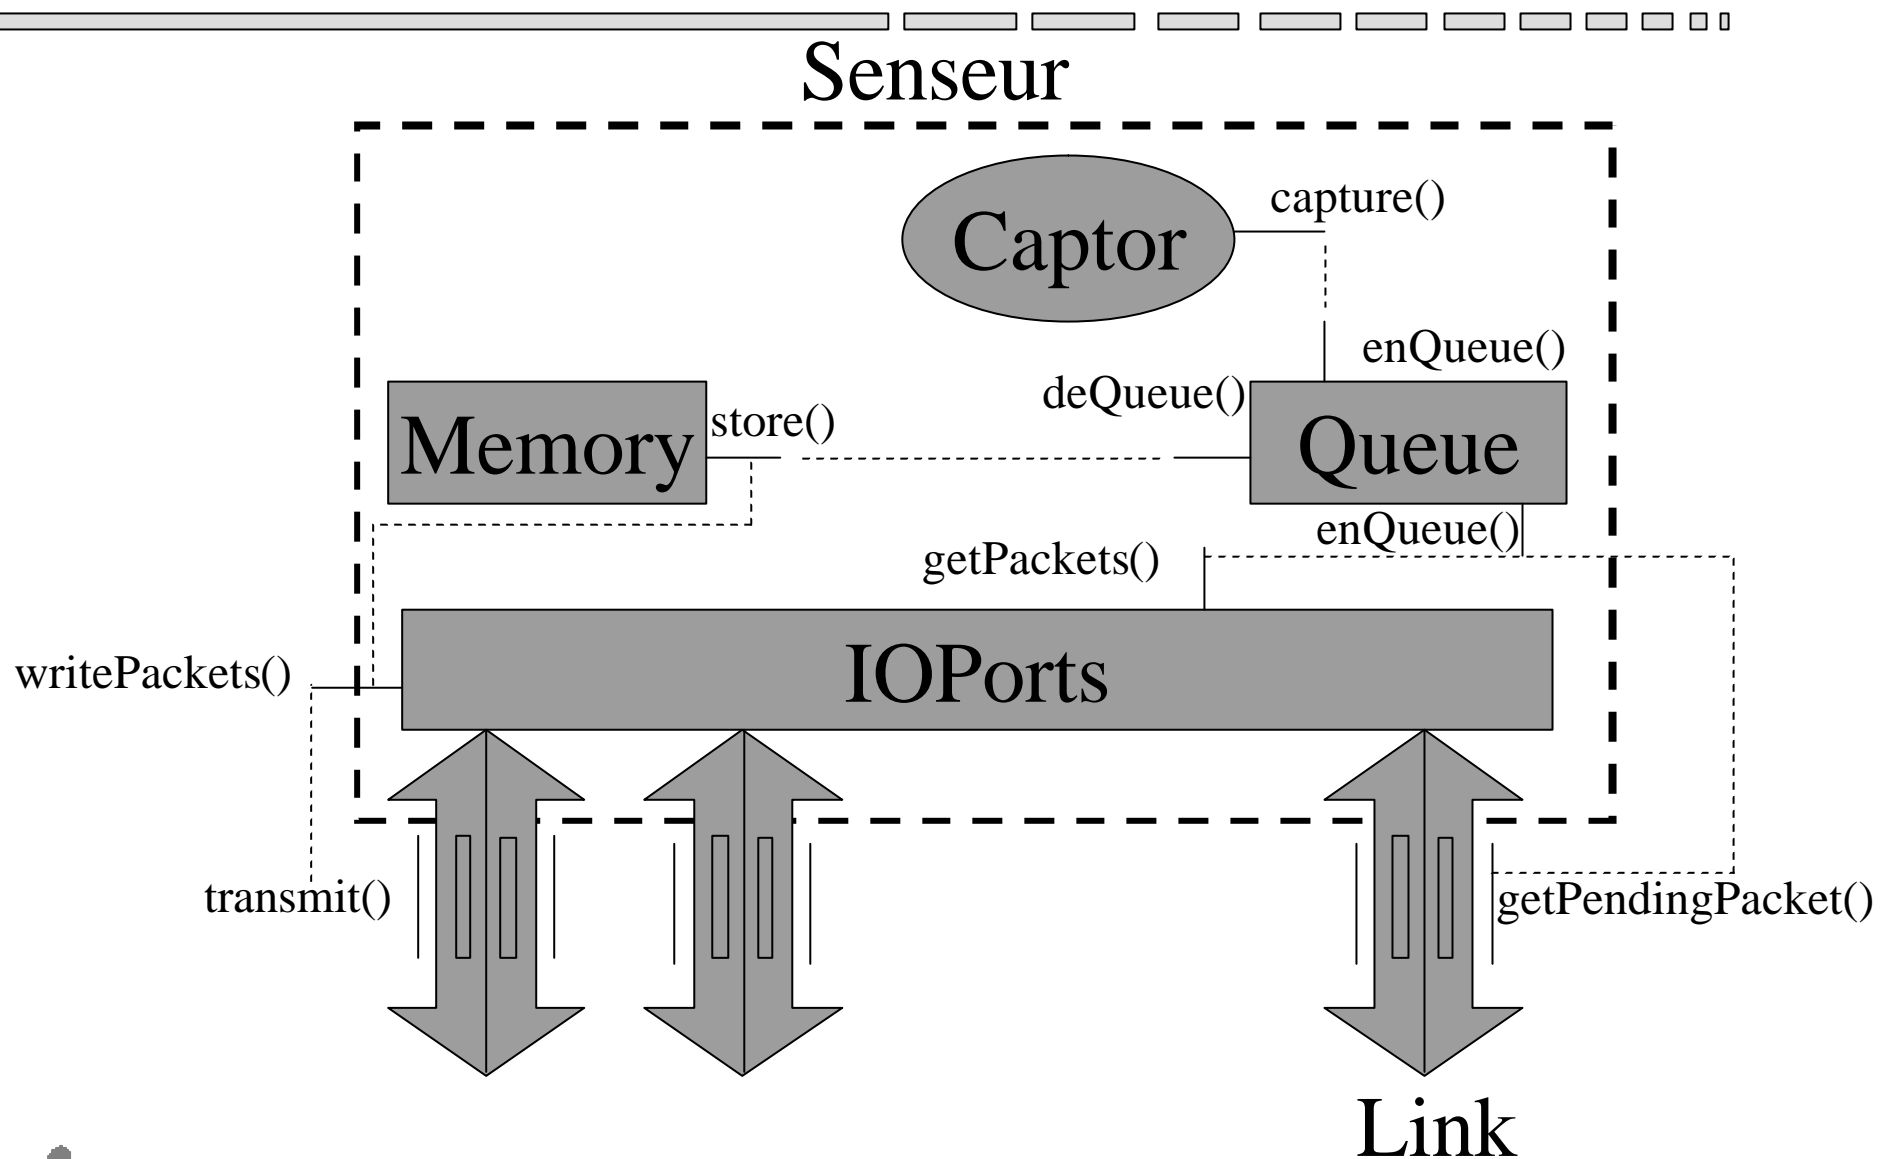 Senseur
Captor
capture()
enQueue()
deQueue()
Memory
store()
Queue
enQueue()
getPackets()
writePackets()
IOPorts
transmit()
getPendingPacket()
Link